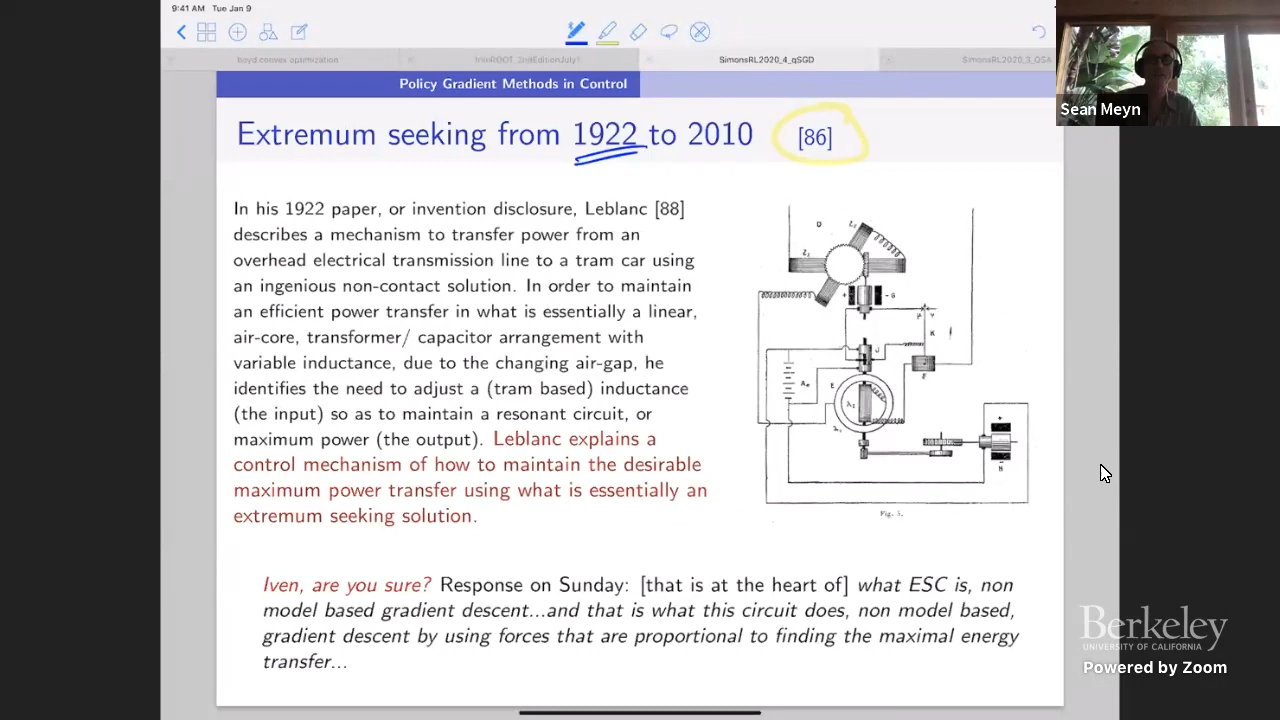 9:41 AM Tue Jan 9
boyd convex aptimization
SimonsRL2020_4_qSGD
SimonsRL2020_3_QSA
Sean Meyn
Policy Gradient Methods in Control
Extremum seeking from 1922 to 2010 [86]
In his 1922 paper, or invention disclosure, Leblanc [88]
describes a mechanism to transfer power from an
overhead electrical transmission line to a tram car using
an ingenious non-contact solution. In order to maintain
an efficient power transfer in what is essentially a linear,
air-core, transformer/ capacitor arrangement with
variable inductance, due to the changing air-gap, he
identifies the need to adjust a (tram based) inductance
(the input) so as to maintain a resonant circuit, or
maximum power (the output). Leblanc explains a
control mechanism of how to maintain the desirable
maximum power transfer using what is essentially an
extremum seeking solution.
Fig. 5.
Iven, are you sure? Response on Sunday: [that is at the heart of] what ESC is, non
model based gradient descent...and that is what this circuit does, non model based,
gradient descent by using forces that are proportional to finding the maximal energy
transfer...
Berkeley
UNIVERSITY OF CALIFORNIA
Powered by Zoom